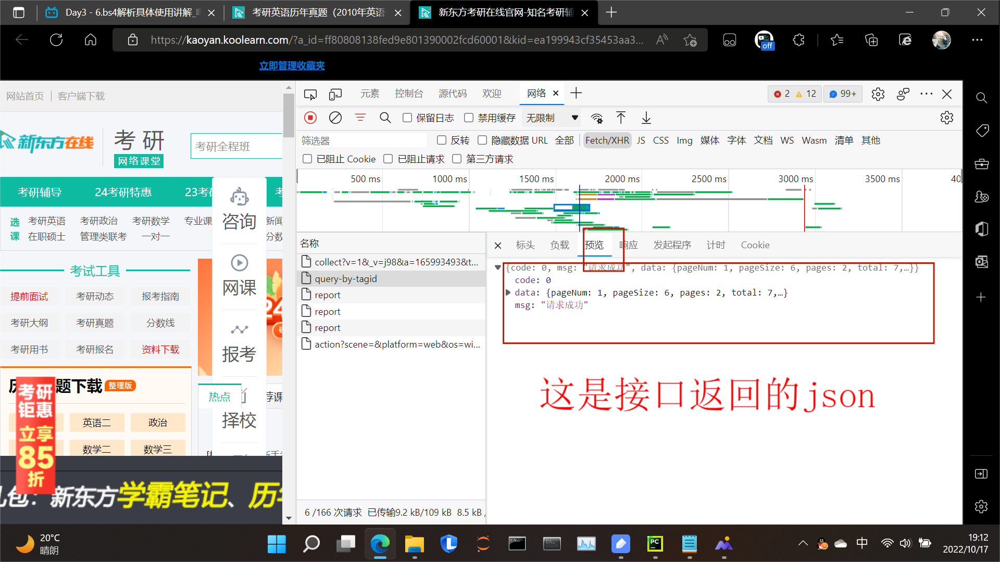 Day3 - 6.bs4解析具体使用讲解_
考研英语历年真题（2010年英语
新东方考研在线官网-知名考研辅
https://kaoyan.koolearn.com/?a_id=ff80808138fed9e801390002fcd60001&kid=ea199943cf35453aa3...
off
立即管理收藏夹
网站首页 客户端下载
新东方在线
考研
网络课堂
考研全程班
考研辅导 24考研特惠 23考研 考
选课
考研英语 考研政治 考研数学 专业课 新闻
在职硕士 管理类联考 一对一 分数
咨询
网课
报考
择校
考试工具
提前面试 考研动态 报考指南
考研大纲 考研真题 分数线
考研用书 考研报名 资料下载
24
题下载 整理版
英语二 政治
数学二 数学三
考研
钜惠
立享
85
折
热点 荐课
礼包：新东方学霸笔记、历年
元素 控制台 源代码 欢迎 网络
2 12 99+
保留日志 禁用缓存 无限制
筛选器 反转 隐藏数据 URL 全部 Fetch/XHR JS CSS Img 媒体 字体 文档 WS Wasm 清单 其他
已阻止 Cookie 已阻止请求 第三方请求
500 ms 1000 ms 1500 ms 2000 ms 2500 ms 3000 ms 3500 ms 40
名称
collect?v=1&_v=j98&a=165993493&t...
query-by-tagid
report
report
report
action?scene=&platform=web&os=wi...
6 /166 次请求 已传输9.2 kB/109 kB 8.5 kB /
标头 负载 预览 响应 发起程序 计时 Cookie
{code: 0, msg: "请求成功", data: {pageNum: 1, pageSize: 6, pages: 2, total: 7,…}}
code: 0
data: {pageNum: 1, pageSize: 6, pages: 2, total: 7,…}
msg: "请求成功"
这是接口返回的json
20°C
晴朗
PC
中
19:12
2022/10/17